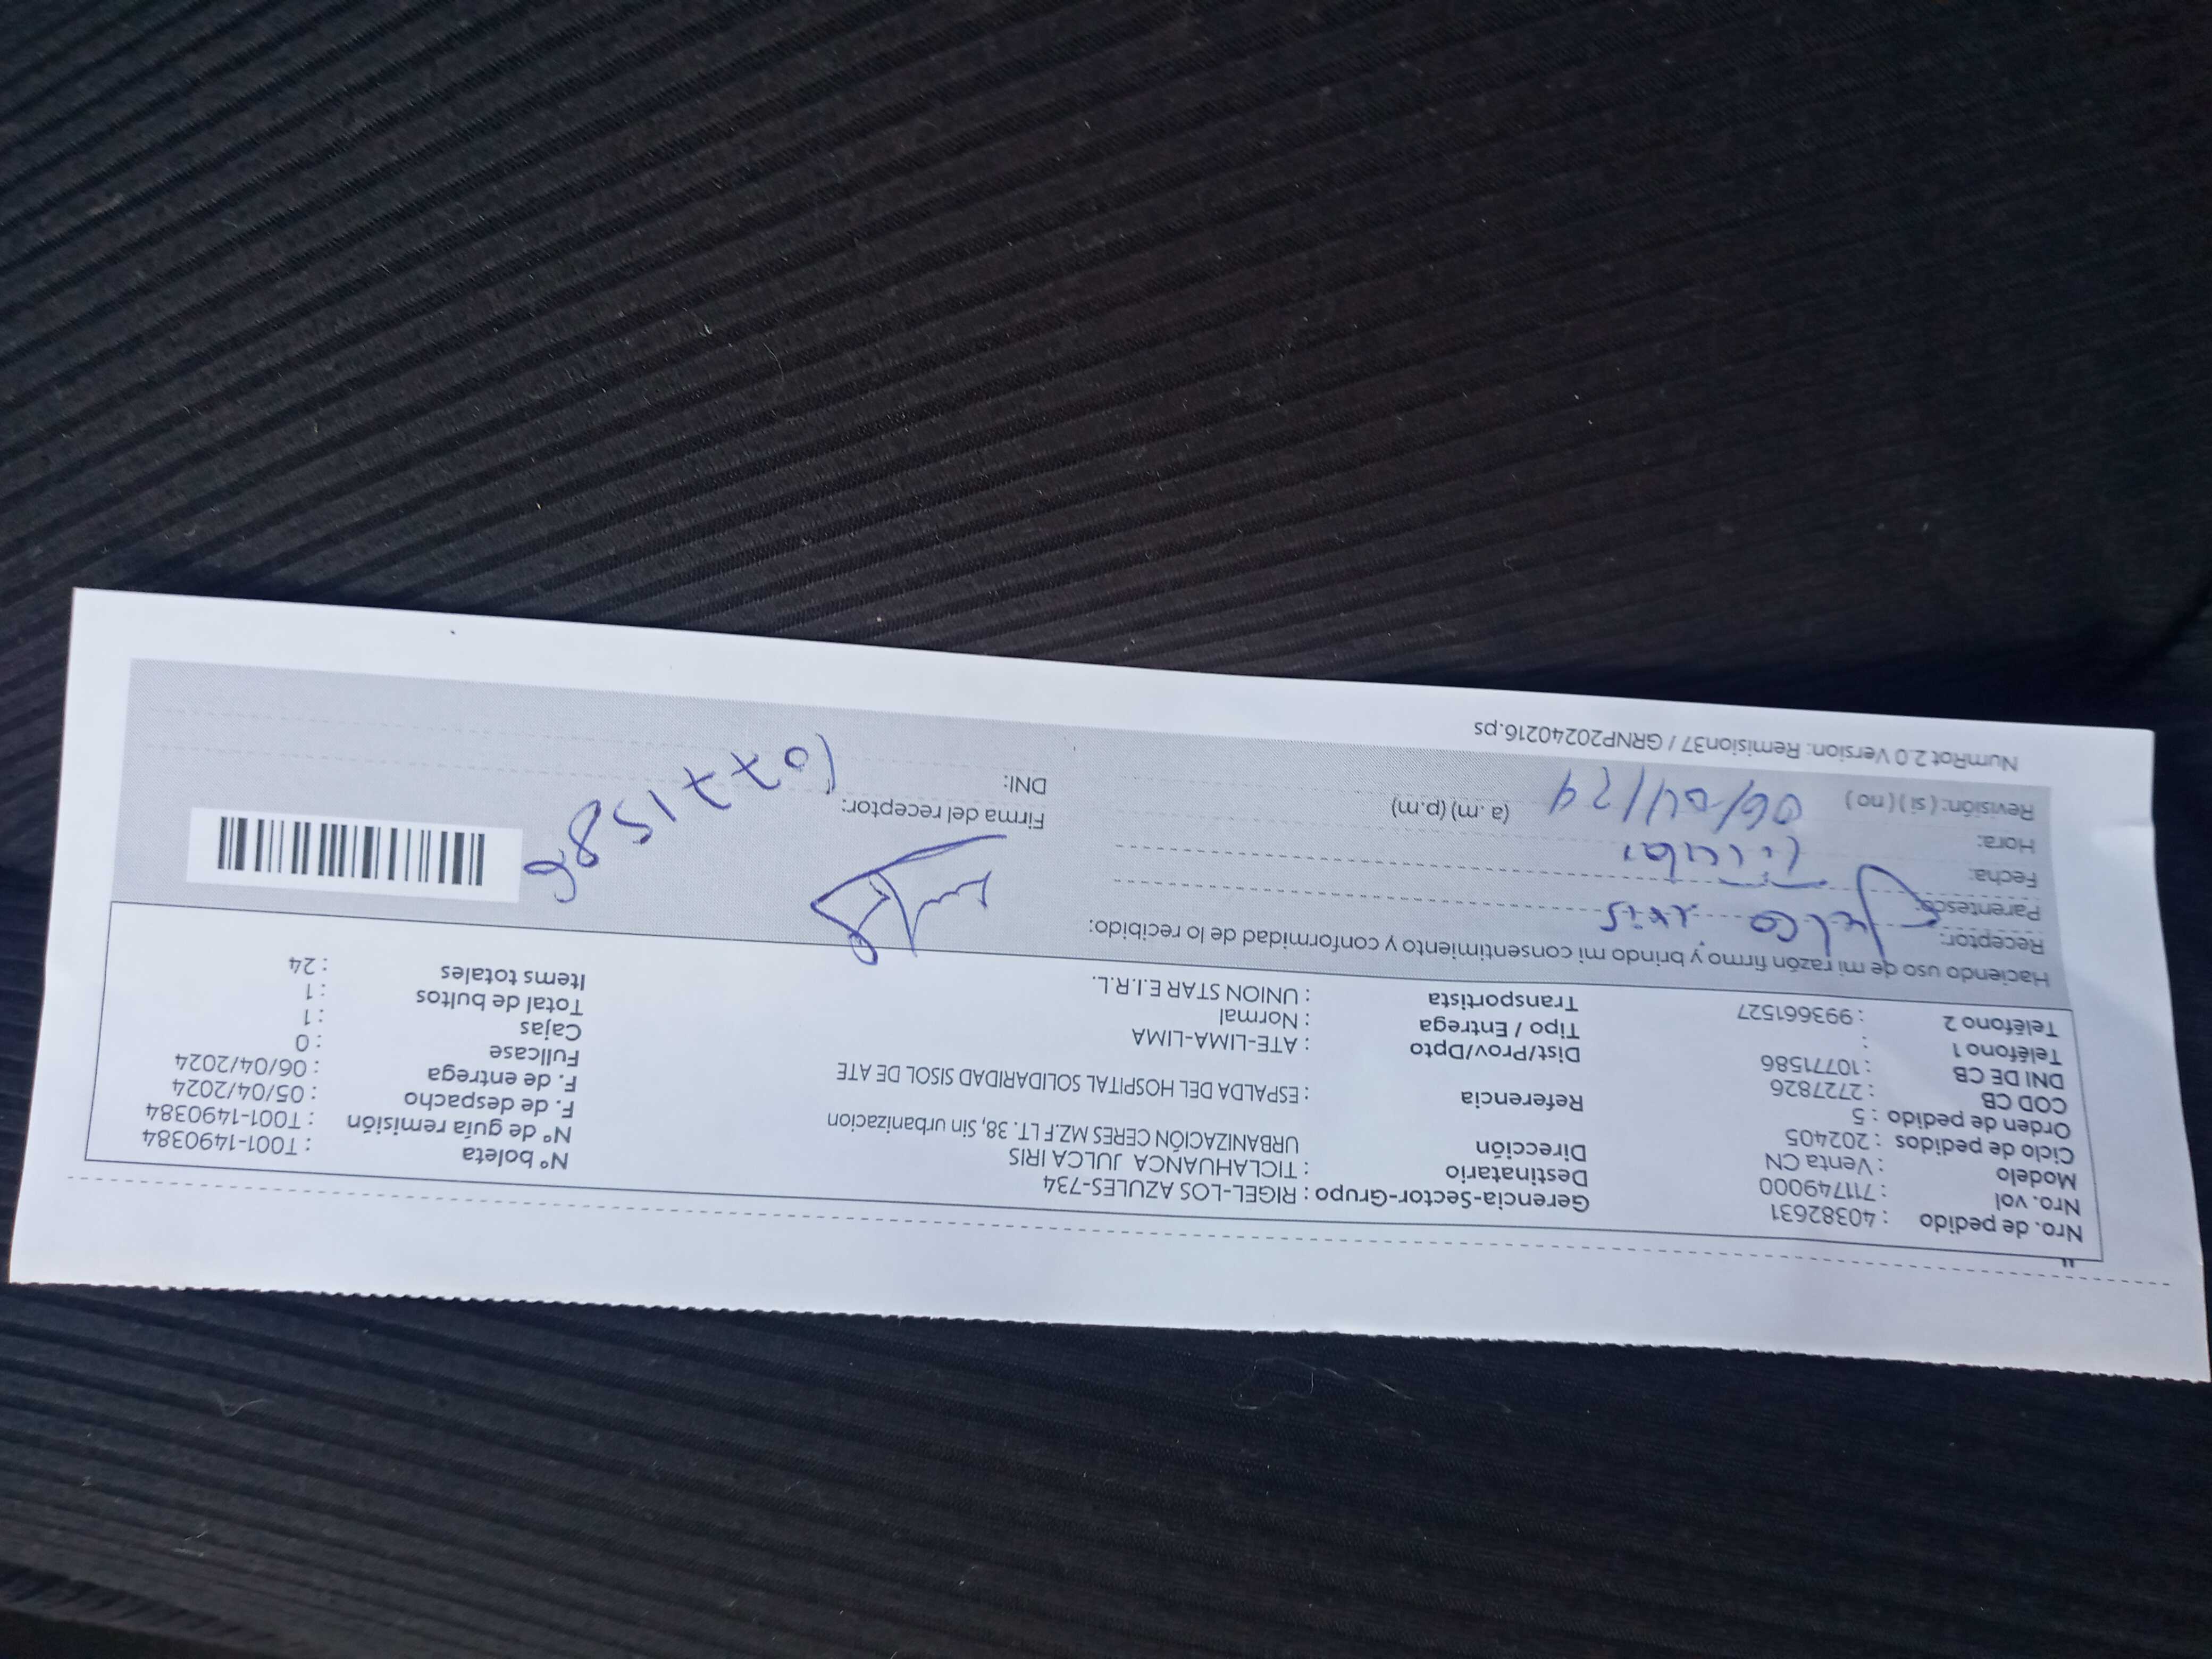 Nro. de pedido : 40382631
Nro. vol : 711749000
Modelo : Venta CN
Ciclo de pedidos : 202405
Orden de pedido : 5
COD CB : 2727826
DNI DE CB : 10771586
Teléfono 1 :
Teléfono 2 : 993661527
Gerencia-Sector-Grupo : RIGEL-LOS AZULES-734
Destinatario : TICLAHUANCA JULCA IRIS
Dirección URBANIZACIÓN CERES MZ.F LT. 38, Sin urbanizacion
Referencia : ESPALDA DEL HOSPITAL SOLIDARIDAD SISOL DE ATE
Dist/Prov/Dpto : ATE-LIMA-LIMA
Tipo / Entrega : Normal
Transportista : UNION STAR E.I.R.L.
N° boleta : T001-1490384
N° de guía remisión : T001-1490384
F. de despacho : 05/04/2024
F. de entrega : 06/04/2024
Fullcase : 0
Cajas : 1
Total de bultos : 1
Items totales : 24
Haciendo uso de mi razón firmo y brindo mi consentimiento y conformidad de lo recibido:
Receptor: Julca Iris
Parentesco: Titular
Fecha: 06/04/24
Hora: (a.m) (p.m)
Revisión: ( si ) ( no )
Firma del receptor:
DNI: 10771586
NumRot 2.0 Version: Remision37 / GRNP20240216.ps